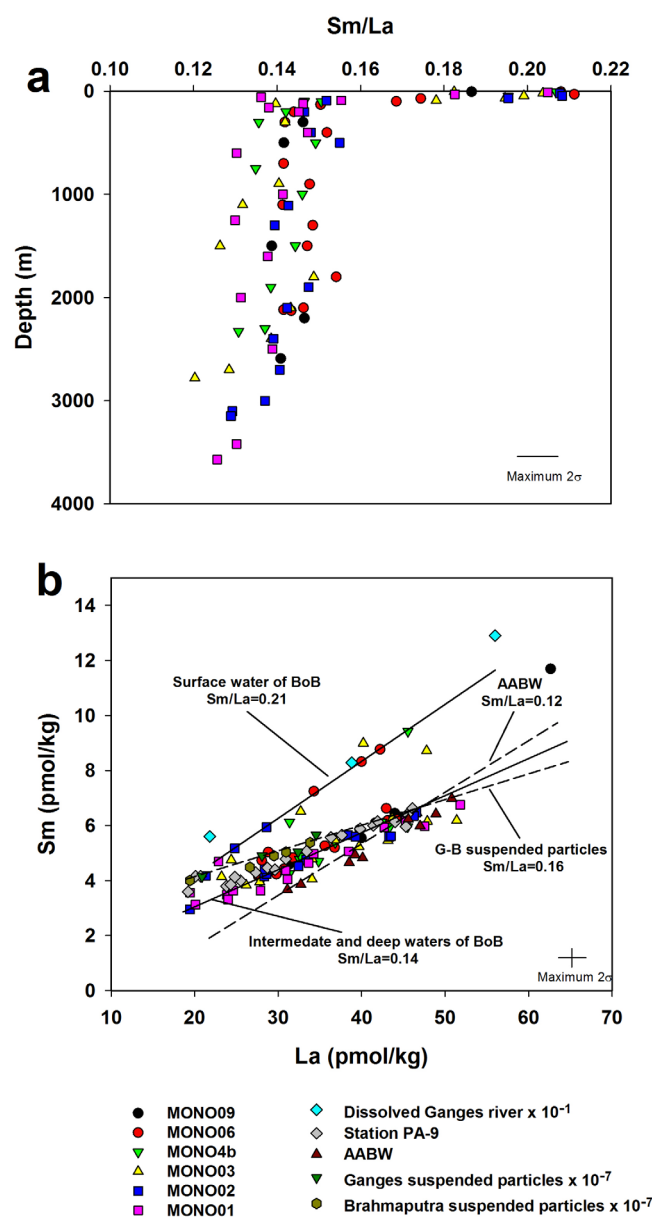 Sm/La
0.10 0.12 0.14 0.16 0.18 0.20 0.22
a
0
1000
2000
3000
4000
Depth (m)
Maximum 2σ
b
14
12
10
8
6
4
2
0
Sm (pmol/kg)
Surface water of BoB
Sm/La=0.21
AABW
Sm/La=0.12
G-B suspended particles
Sm/La=0.16
Intermedate and deep waters of BoB
Sm/La=0.14
Maximum 2σ
10 20 30 40 50 60 70
La (pmol/kg)
MONO09
MONO06
MONO4b
MONO03
MONO02
MONO01
Dissolved Ganges river x 10⁻¹
Station PA-9
AABW
Ganges suspended particles x 10⁻⁷
Brahmaputra suspended particles x 10⁻⁷